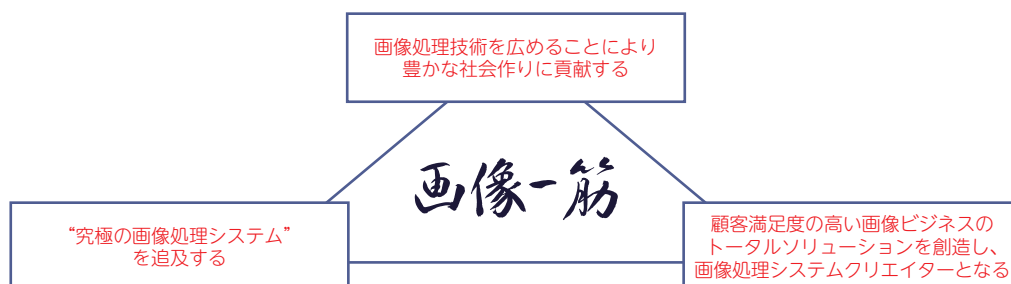 画像処理技術を広めることにより
豊かな社会作りに貢献する
画像一筋
“究極の画像処理システム”
を追及する
顧客満足度の高い画像ビジネスの
トータルソリューションを創造し、
画像処理システムクリエイターとなる